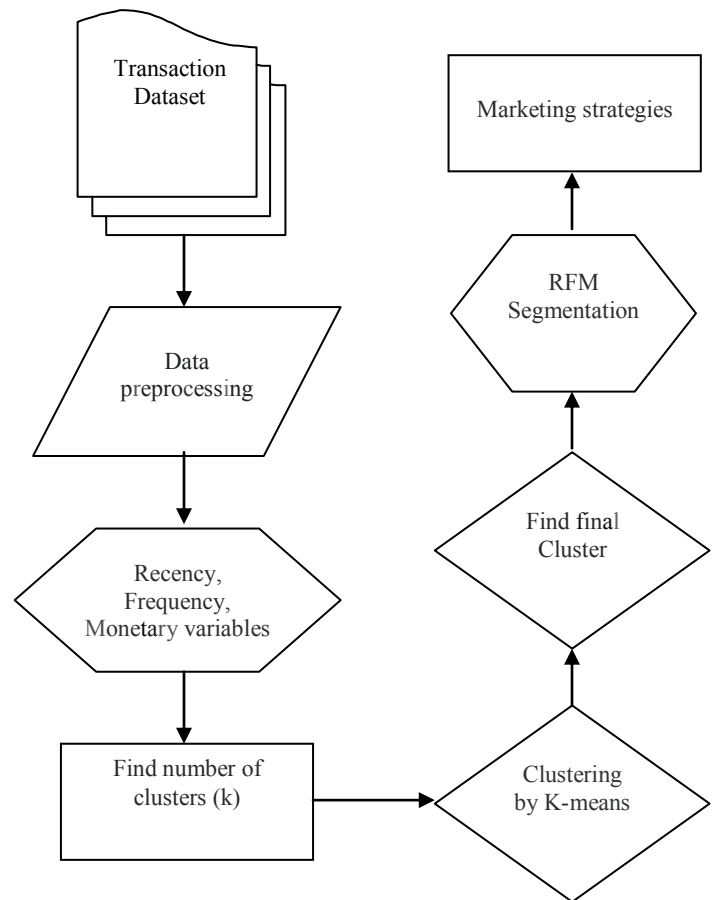 Transaction
Dataset
Data
preprocessing
Recency,
Frequency,
Monetary variables
Find number of
clusters (k)
Clustering
by K-means
Find final
Cluster
RFM
Segmentation
Marketing strategies